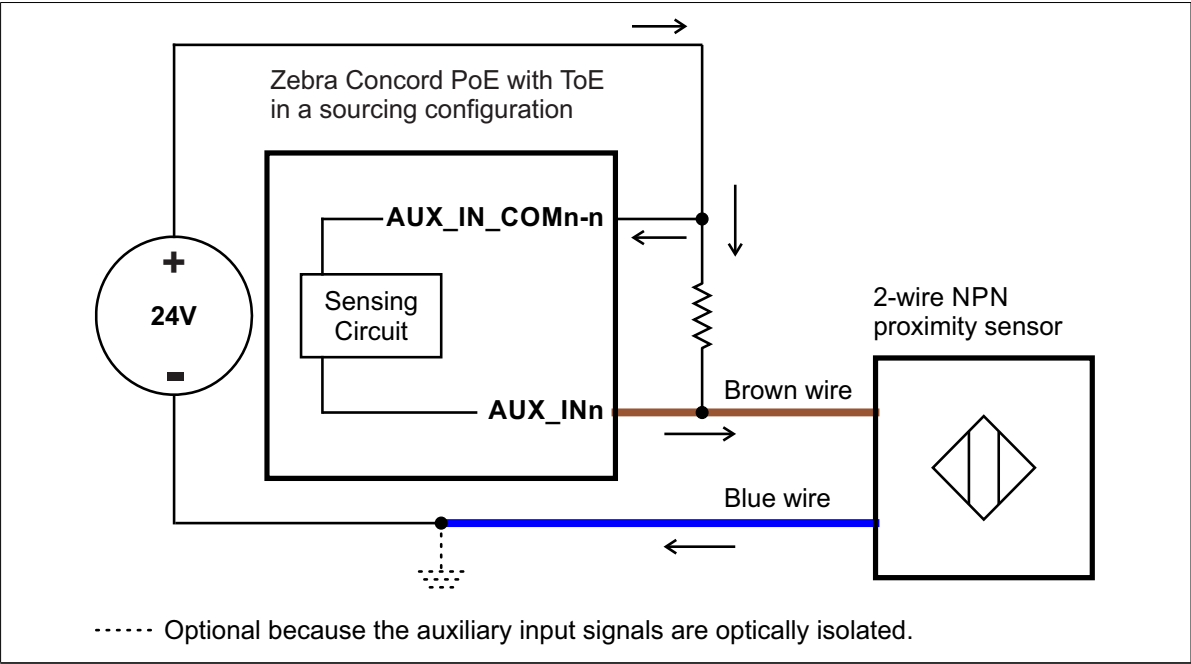 Zebra Concord PoE with ToE
in a sourcing configuration
AUX_IN_COMn-n
+
24V
-
Sensing
Circuit
2-wire NPN
proximity sensor
Brown wire
AUX_INn
Blue wire
Optional because the auxiliary input signals are optically isolated.